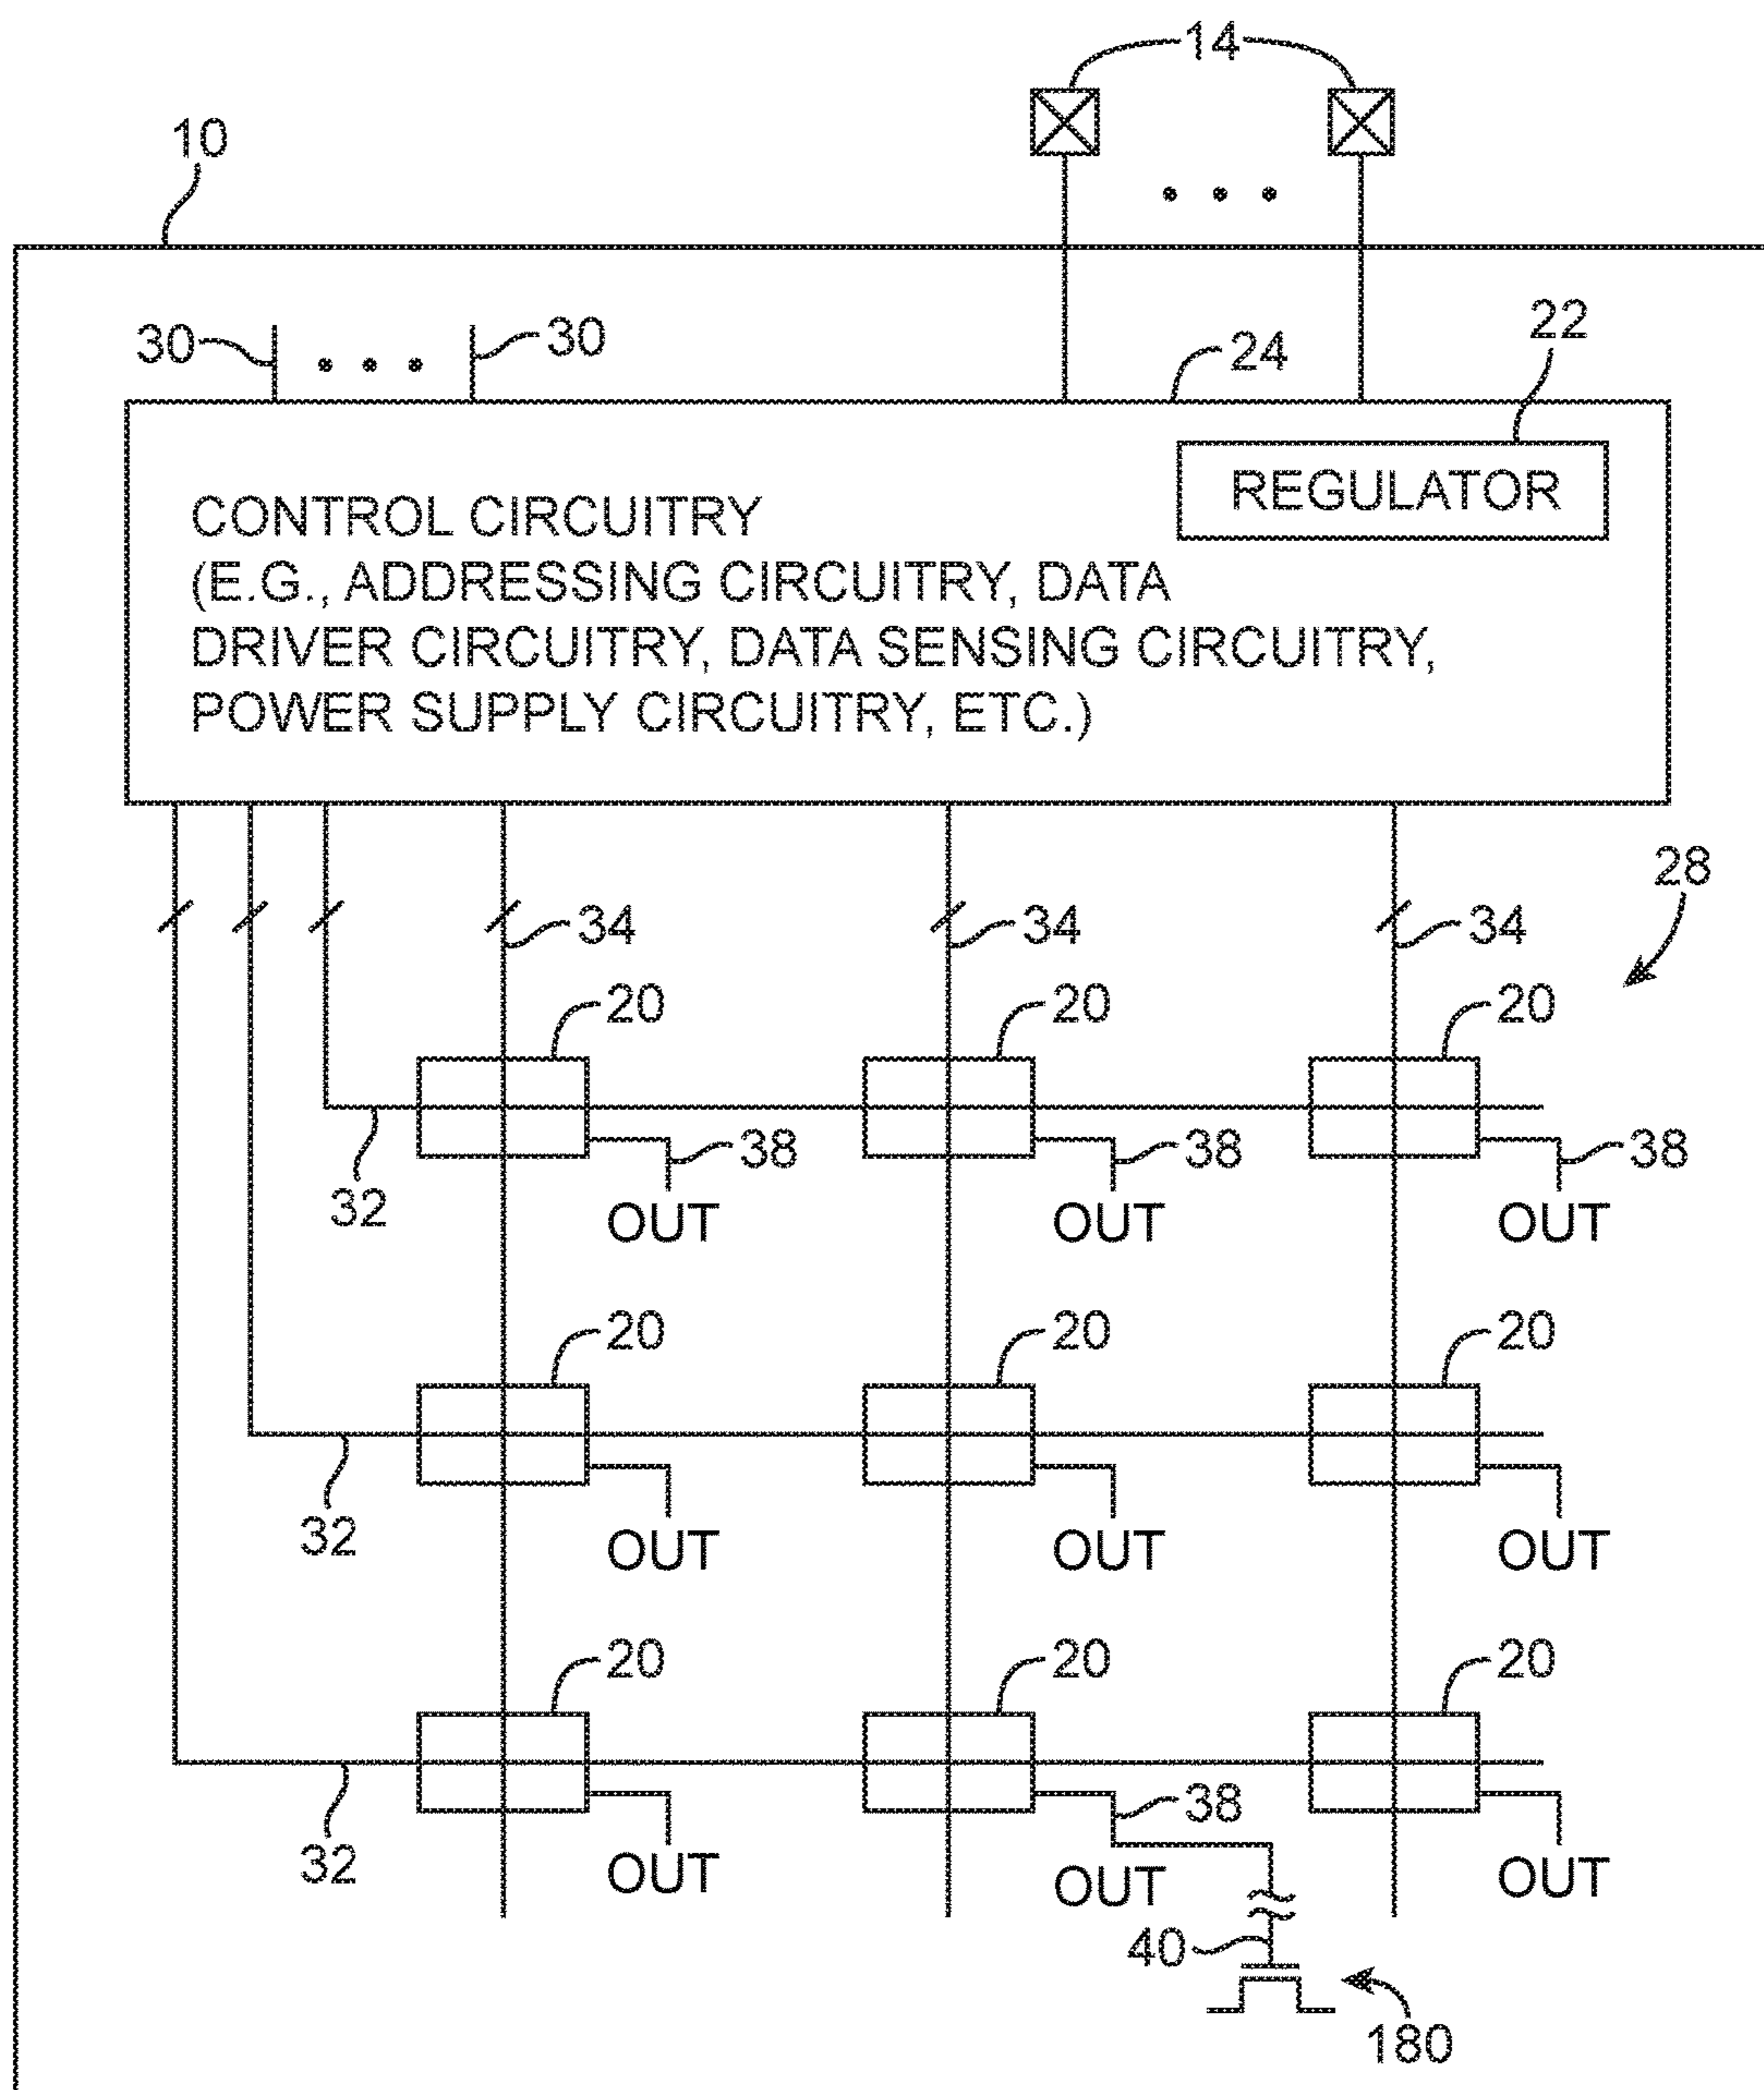 14
10
22
30 30 24
REGULATOR
CONTROL CIRCUITRY
(E.G., ADDRESSING CIRCUITRY, DATA
DRIVER CIRCUITRY, DATA SENSING CIRCUITRY,
POWER SUPPLY CIRCUITRY, ETC.)
28
34 34 34
20 20 20
38 38 38
32
OUT OUT OUT
20 20 20
32 OUT OUT OUT
20 20 20
38
32 OUT OUT OUT
40
180